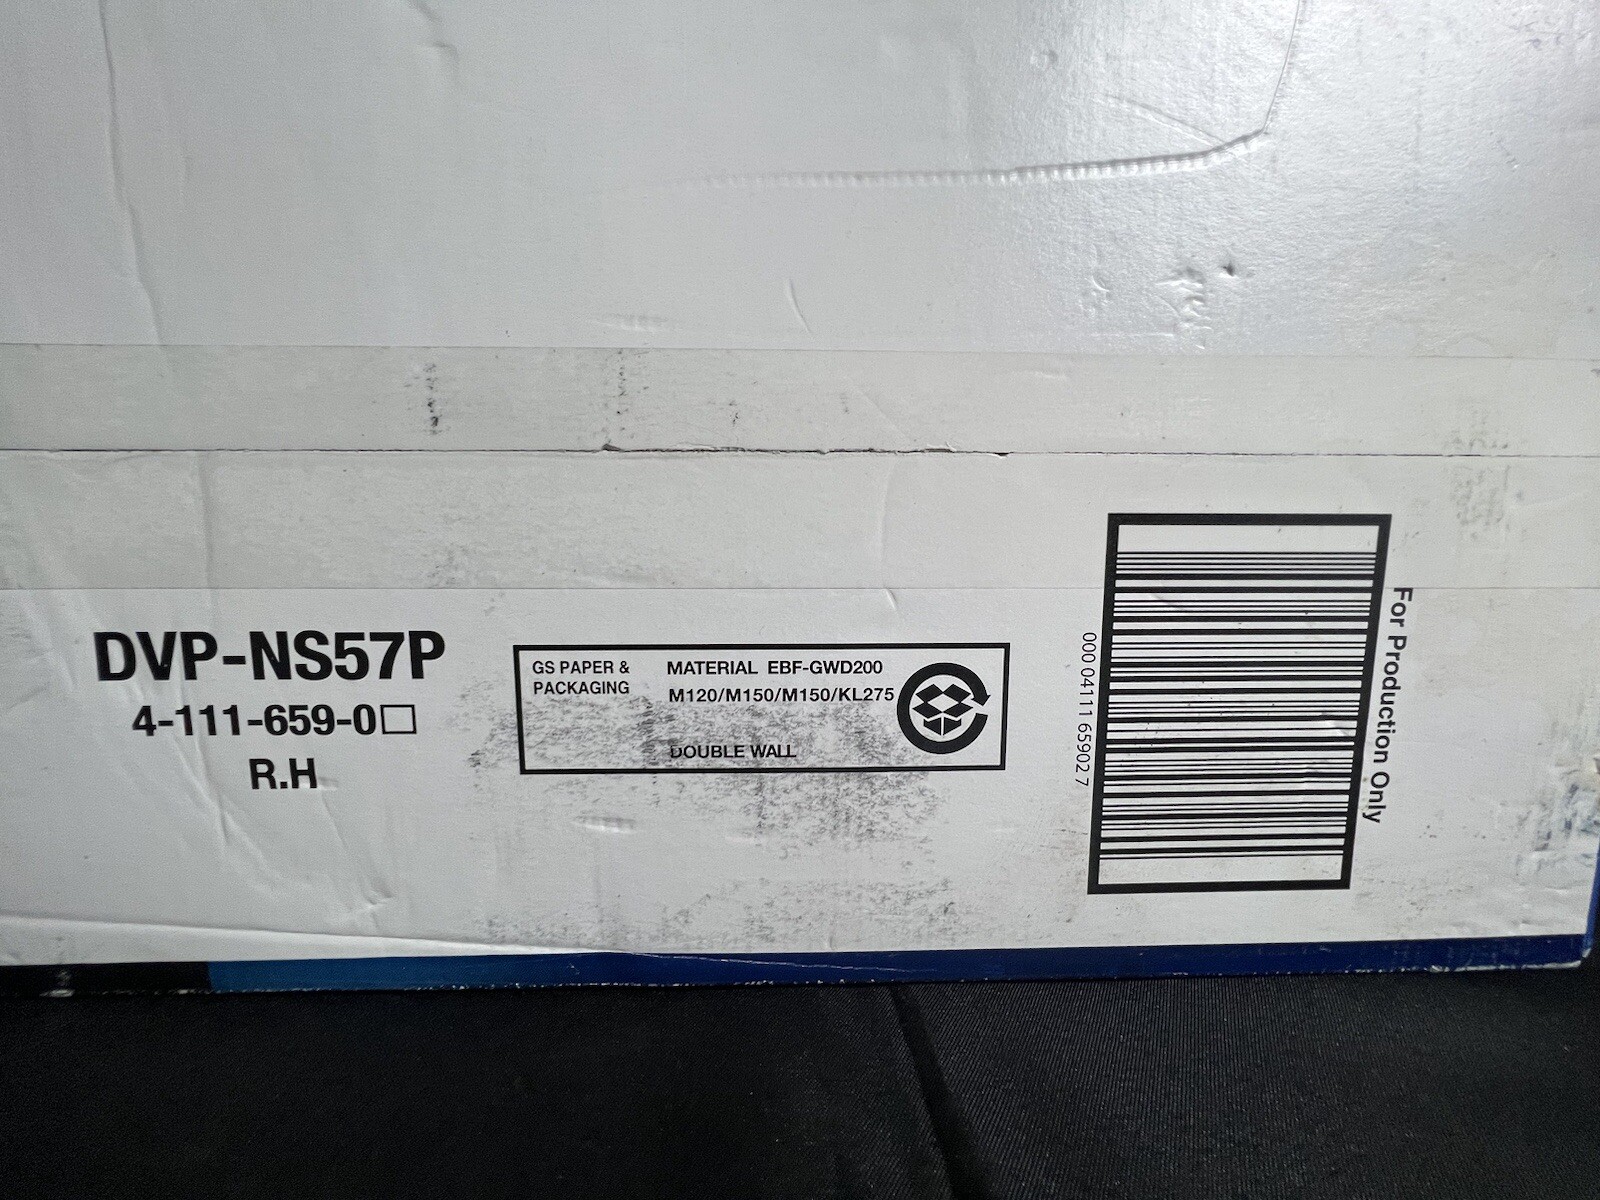 DVP-NS57P
4-111-659-0□
R.H
GS PAPER &
PACKAGING
MATERIAL EBF-GWD200
M120/M150/M150/KL275
DOUBLE WALL
000 04111 65902 7
For Production Only